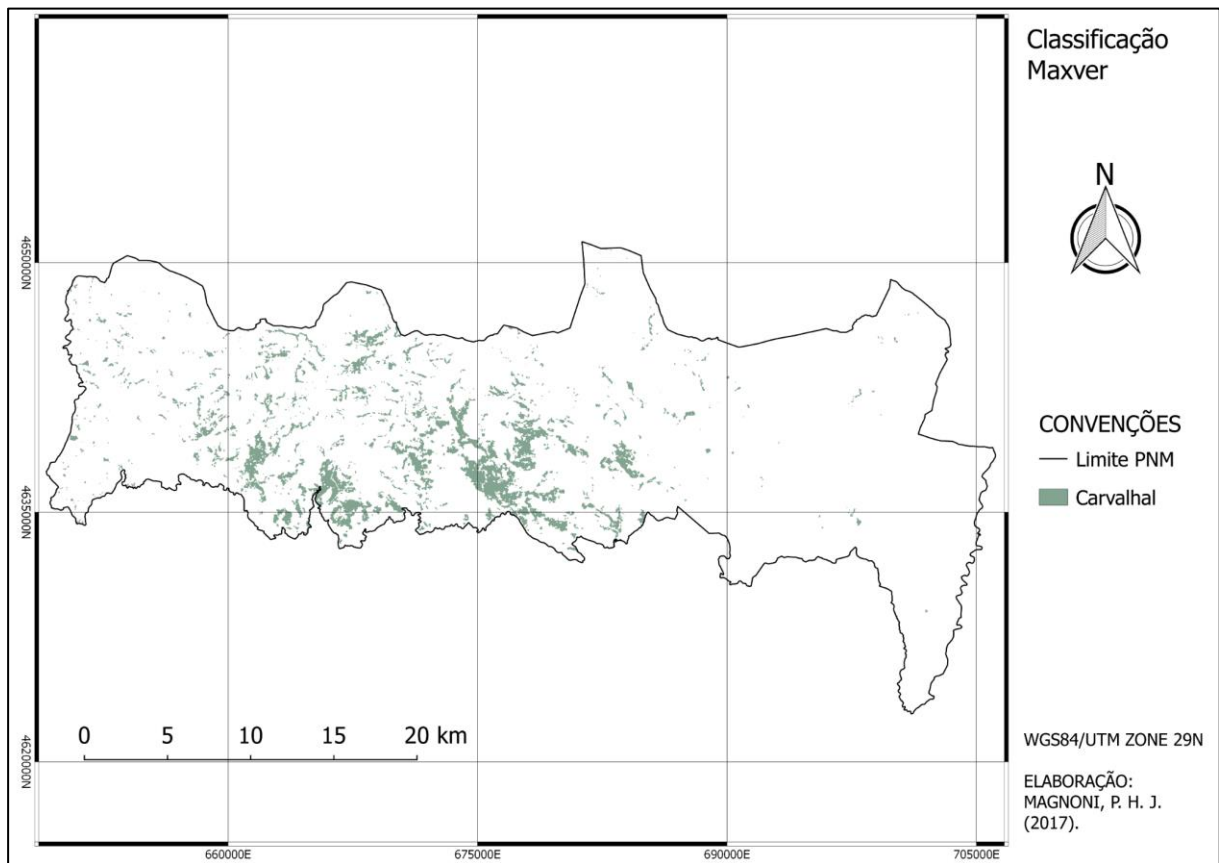 Classificação
Maxver
N
CONVENÇÕES
Limite PNM
Carvalhal
WGS84/UTM ZONE 29N
ELABORAÇÃO:
MAGNONI, P. H. J.
(2017).
4650000N
4635000N
4620000N
0 5 10 15 20 km
660000E 675000E 690000E 705000E